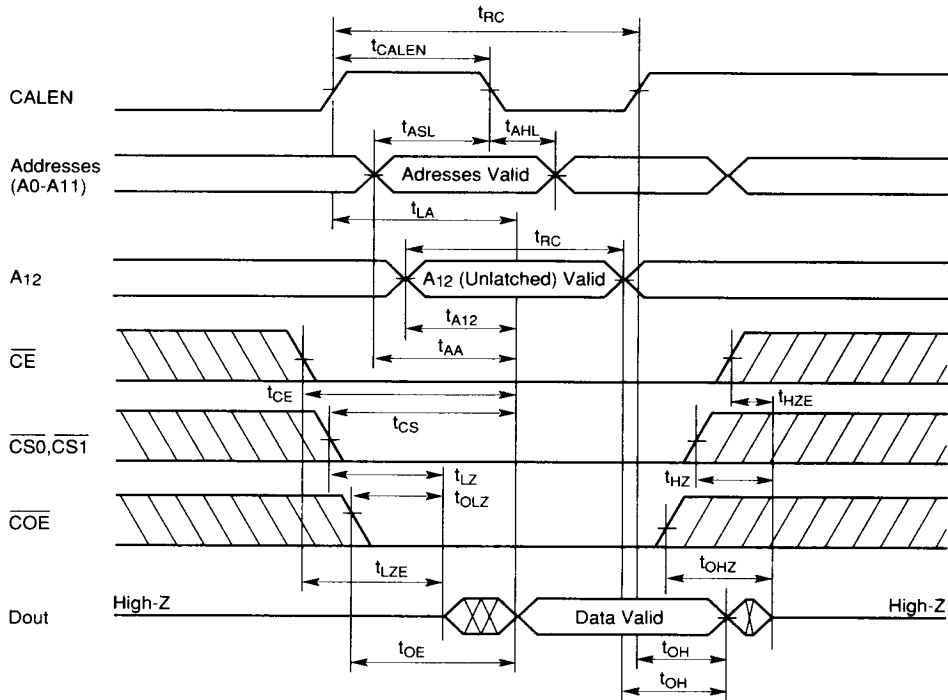 tRC
tCALEN
CALEN
tASL
tAHL
Addresses
(A0-A11)
Adresses Valid
tLA
tRC
A12
A12 (Unlatched) Valid
tA12
tAA
CE
tCE
tHZE
tCS
CS0,CS1
tLZ
tHZ
tOLZ
COE
tLZE
tOHZ
High-Z
High-Z
Dout
Data Valid
tOE
tOH
tOH